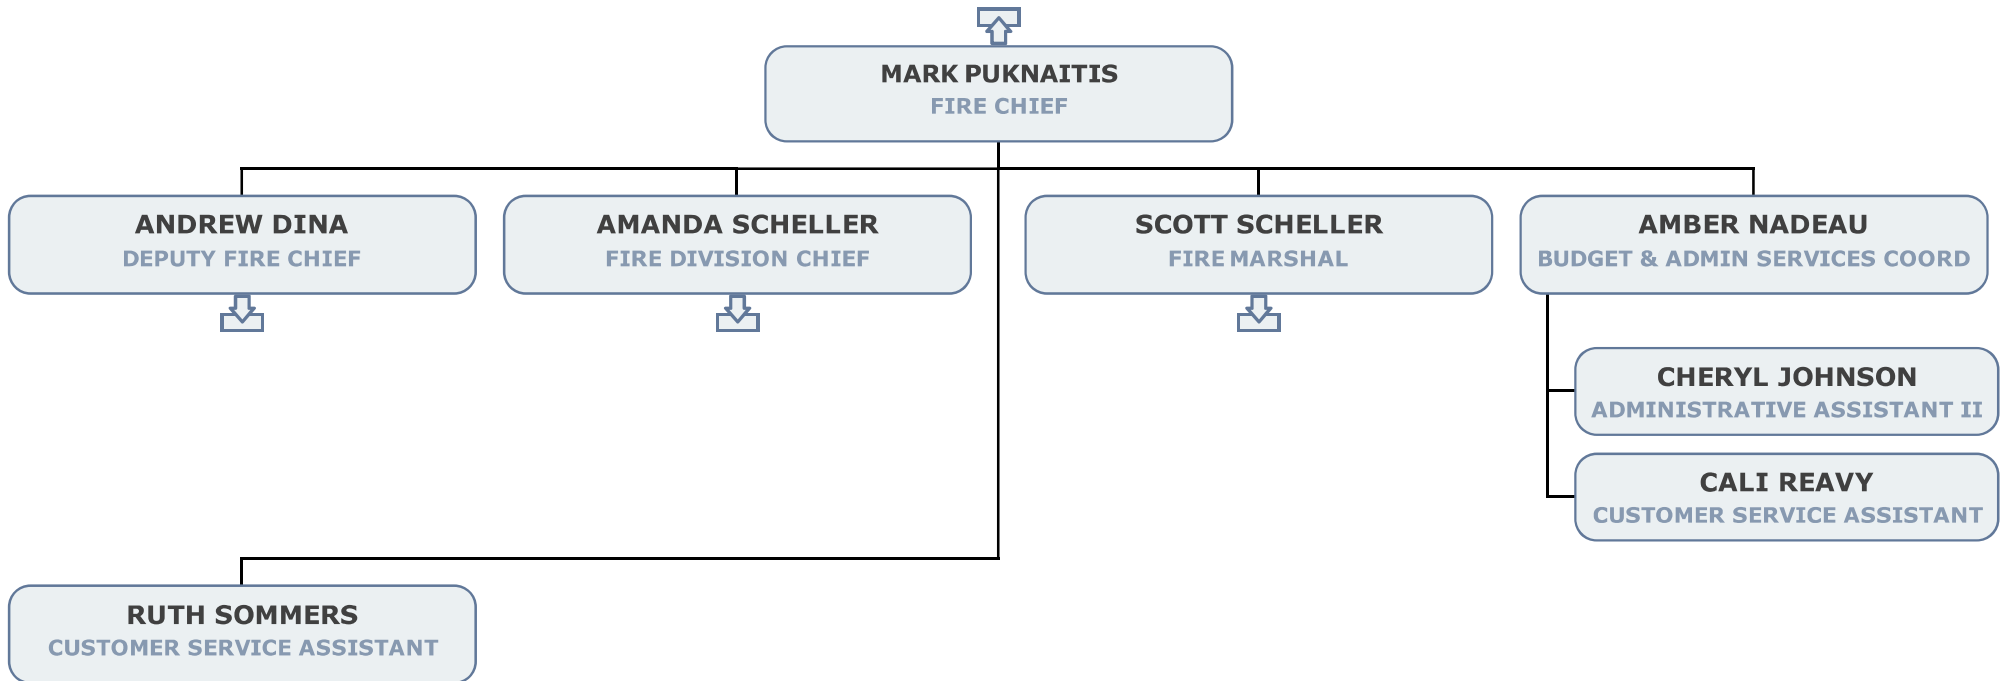 MARK PUKNAITIS
FIRE CHIEF
ANDREW DINA
DEPUTY FIRE CHIEF
AMANDA SCHELLER
FIRE DIVISION CHIEF
SCOTT SCHELLER
FIRE MARSHAL
AMBER NADEAU
BUDGET & ADMIN SERVICES COORD
CHERYL JOHNSON
ADMINISTRATIVE ASSISTANT II
CALI REAVY
CUSTOMER SERVICE ASSISTANT
RUTH SOMMERS
CUSTOMER SERVICE ASSISTANT